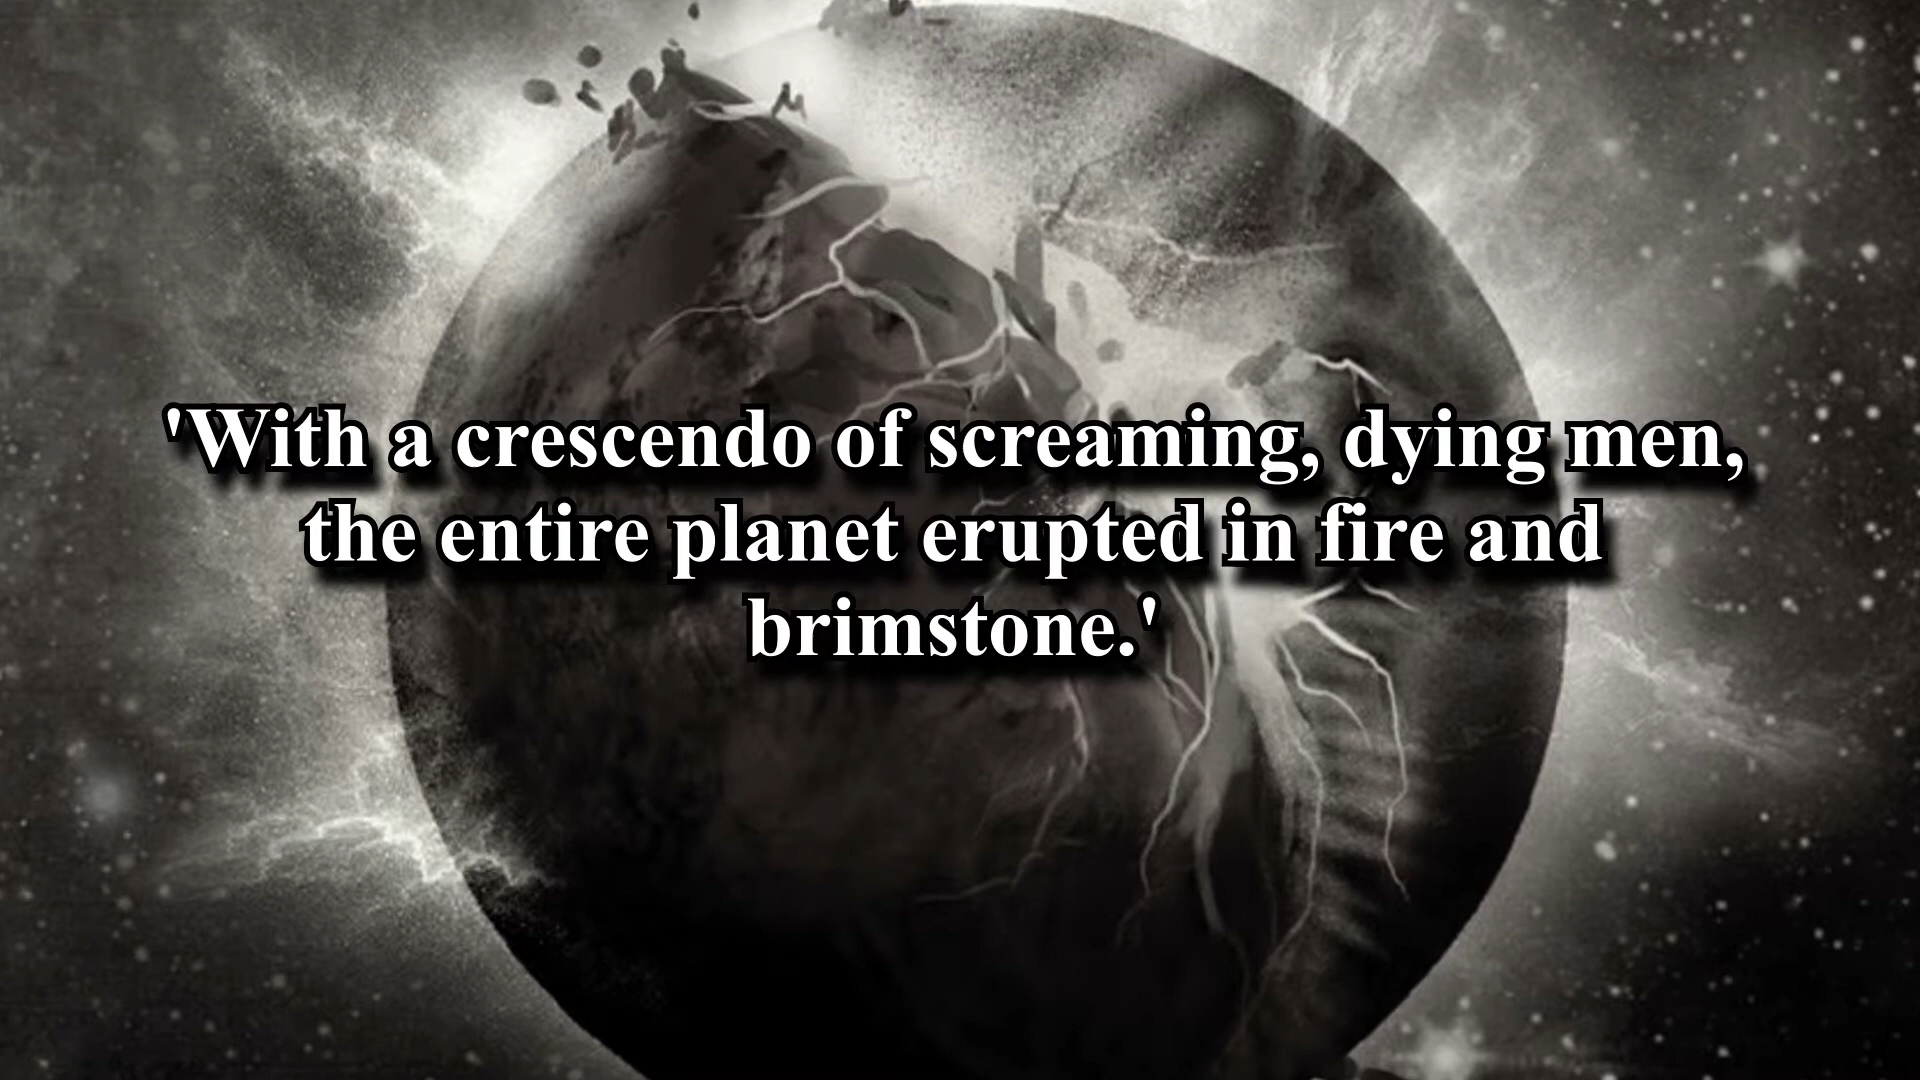 'With a crescendo of screaming, dying men,
the entire planet erupted in fire and
brimstone.'